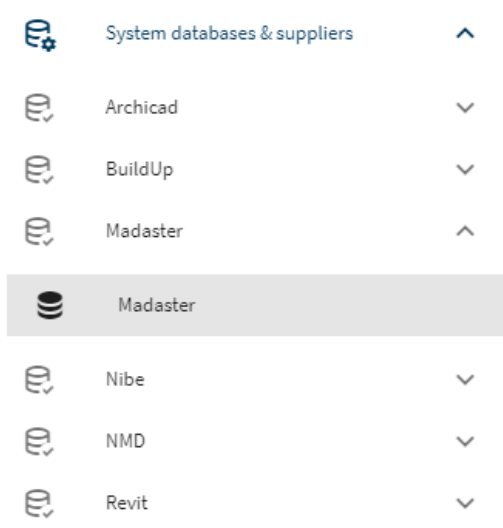 System databases & suppliers
Archicad
BuildUp
Madaster
Madaster
Nibe
NMD
Revit